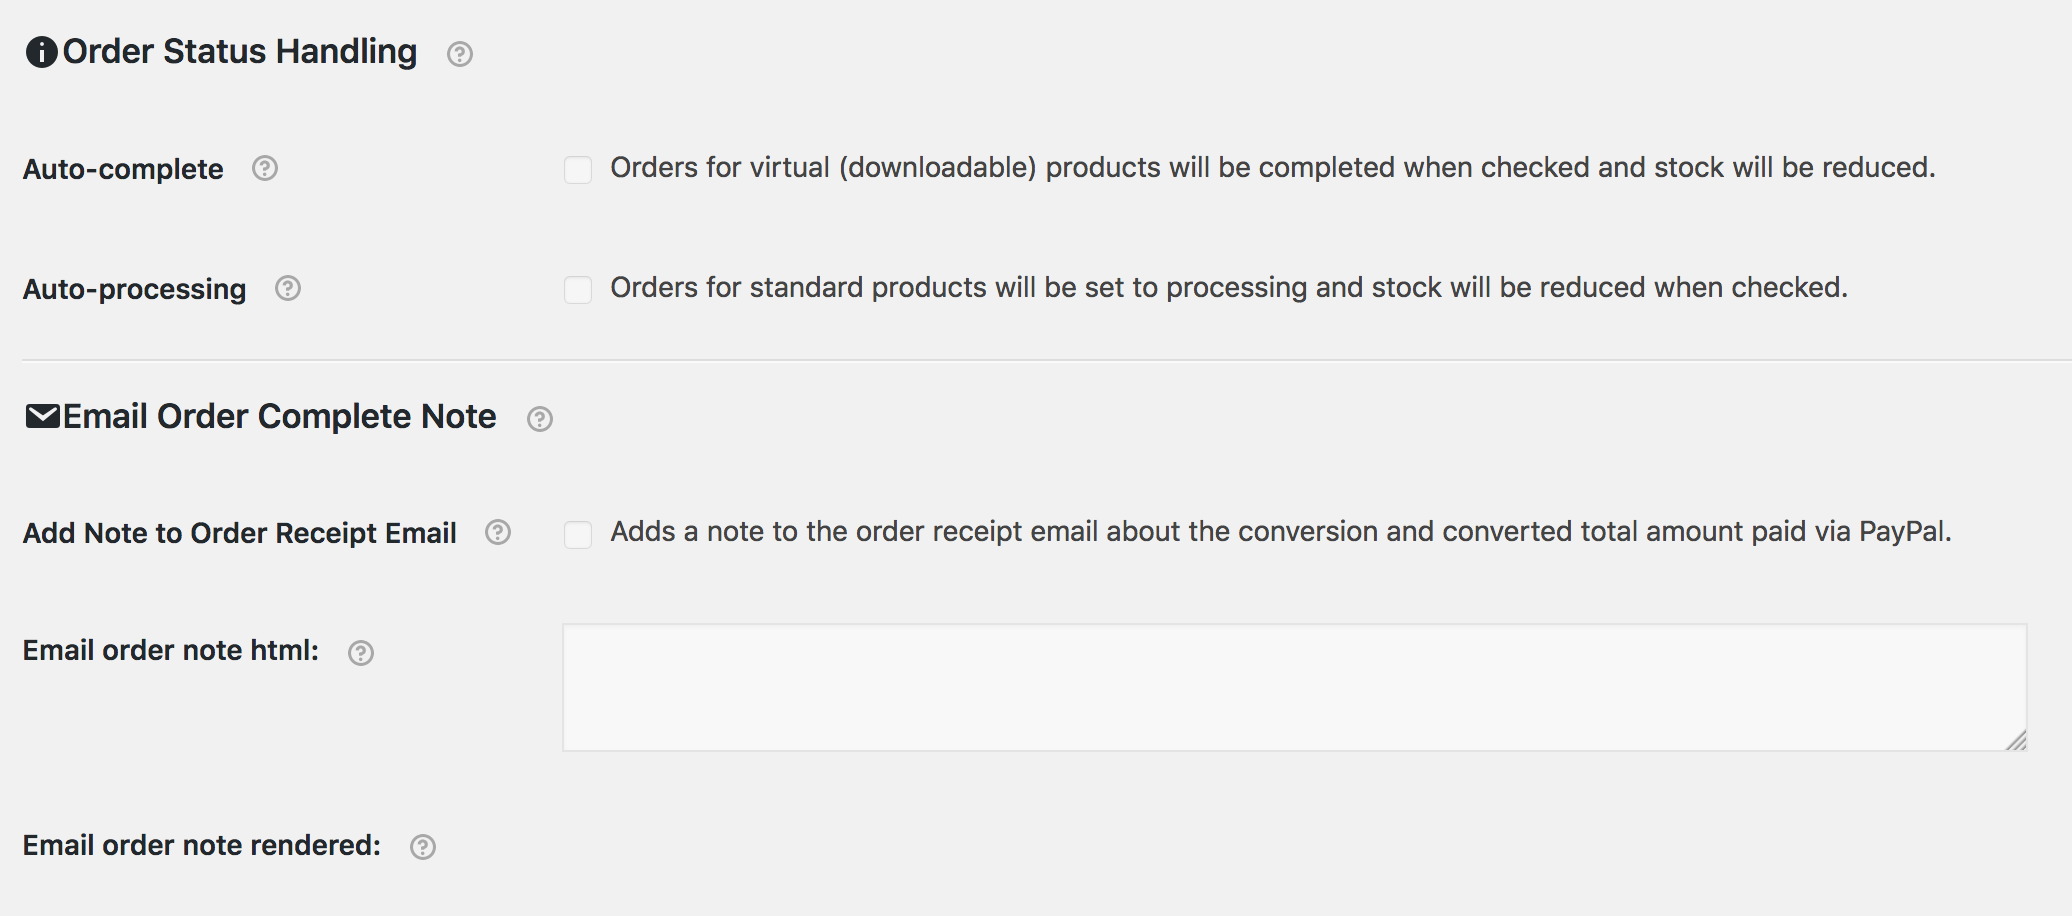 Order Status Handling
Auto-complete
Orders for virtual (downloadable) products will be completed when checked and stock will be reduced.
Auto-processing
Orders for standard products will be set to processing and stock will be reduced when checked.
Email Order Complete Note
Add Note to Order Receipt Email
Adds a note to the order receipt email about the conversion and converted total amount paid via PayPal.
Email order note html:
Email order note rendered: